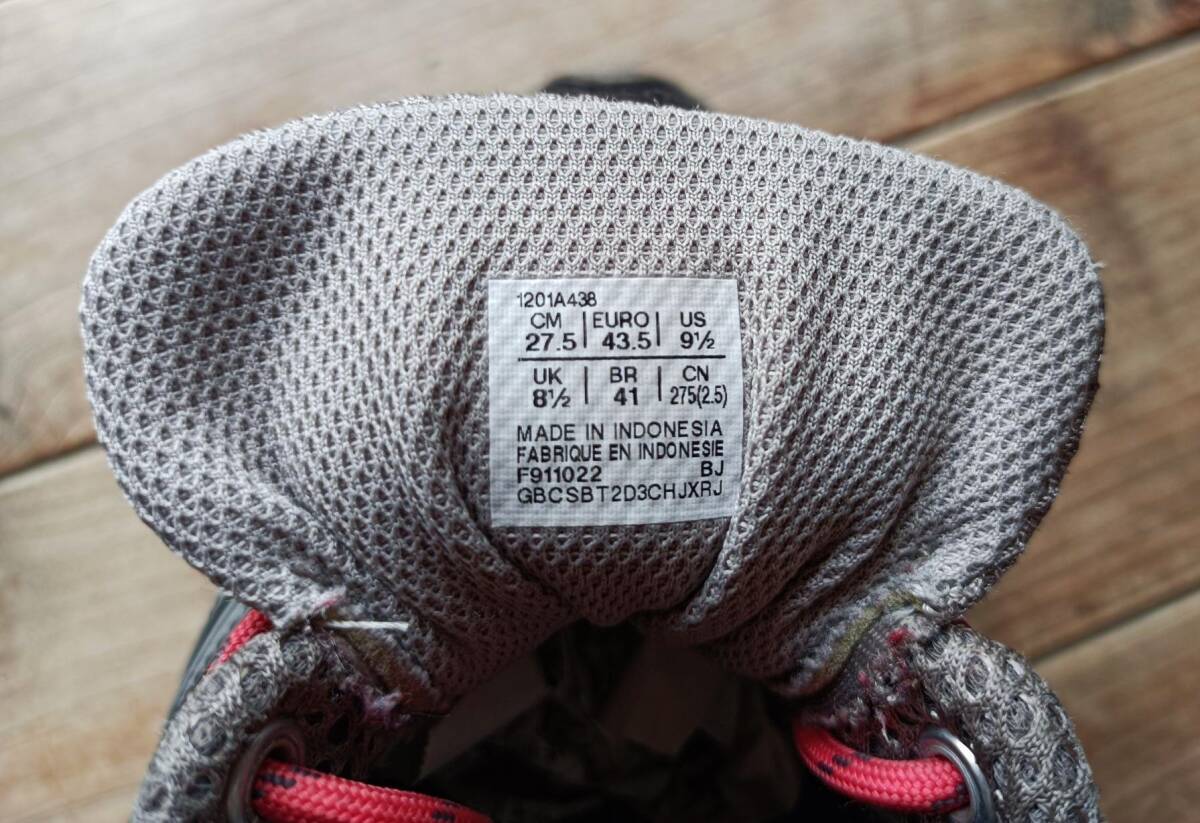 1201A438
CM | EURO | US
27.5 | 43.5 | 9½
UK | BR | CN
8½ | 41 | 275(2.5)
MADE IN INDONESIA
FABRIQUE EN INDONESIE
F911022 BJ
GBCSBT2D3CHJXRJ